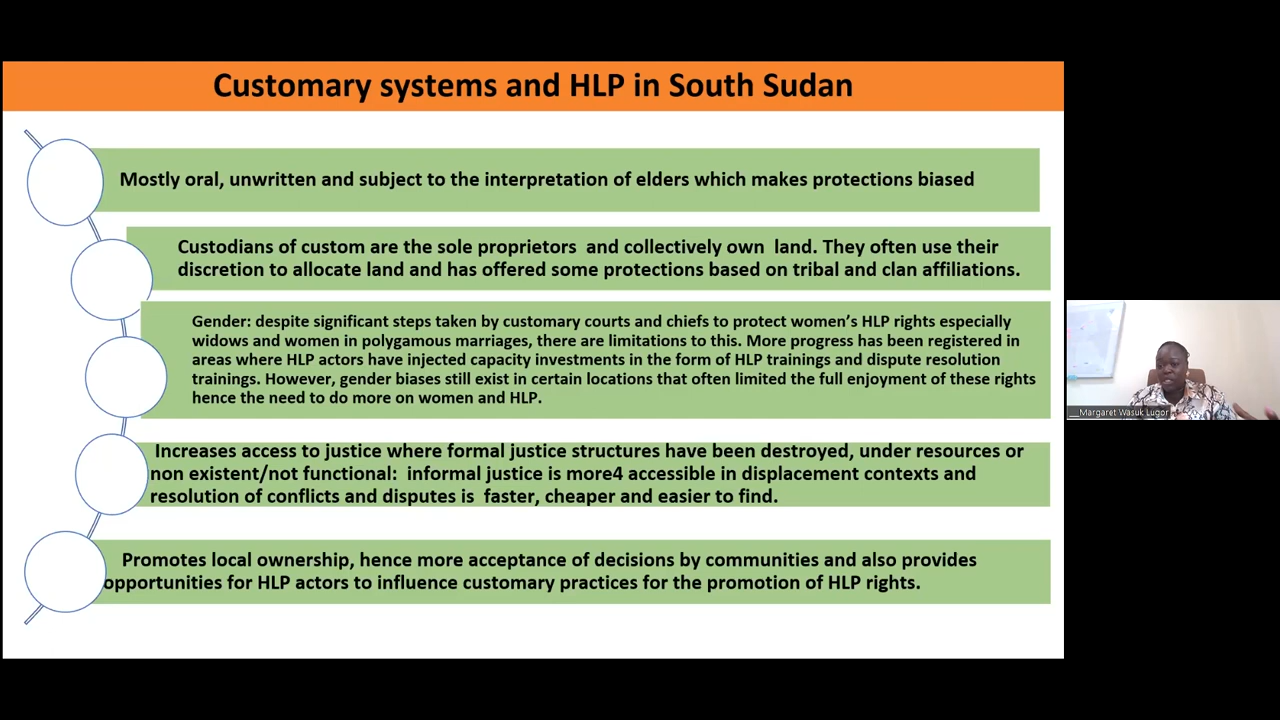 Customary systems and HLP in South Sudan
Mostly oral, unwritten and subject to the interpretation of elders which makes protections biased
Custodians of custom are the sole proprietors and collectively own land. They often use their
discretion to allocate land and has offered some protections based on tribal and clan affiliations.
Gender: despite significant steps taken by customary courts and chiefs to protect women’s HLP rights especially
widows and women in polygamous marriages, there are limitations to this. More progress has been registered in
areas where HLP actors have injected capacity investments in the form of HLP trainings and dispute resolution
trainings. However, gender biases still exist in certain locations that often limited the full enjoyment of these rights
hence the need to do more on women and HLP.
Increases access to justice where formal justice structures have been destroyed, under resources or
non existent/not functional: informal justice is more4 accessible in displacement contexts and
resolution of conflicts and disputes is faster, cheaper and easier to find.
Promotes local ownership, hence more acceptance of decisions by communities and also provides
opportunities for HLP actors to influence customary practices for the promotion of HLP rights.
__Margaret Wasuk Lugor